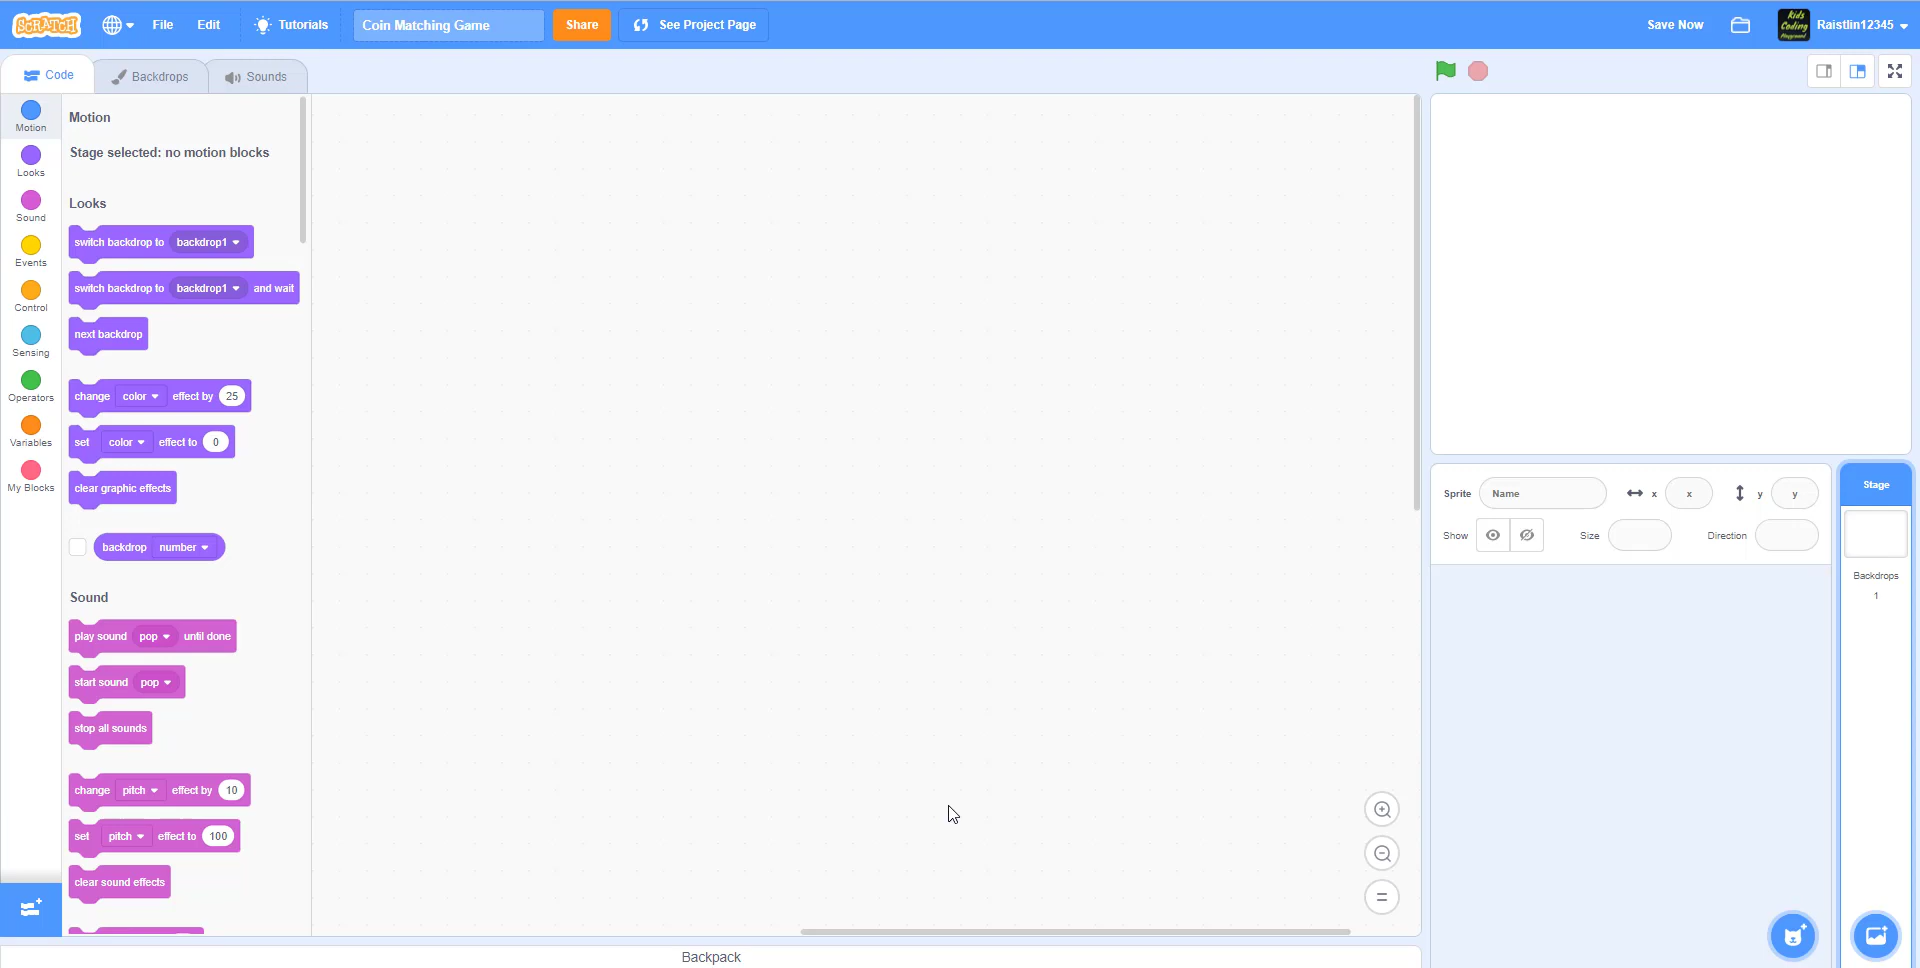 SCRATCH File Edit Tutorials Coin Matching Game Share See Project Page Save Now Kids Coding Playground Raistlin12345
Code Backdrops Sounds
Motion
Looks
Sound
Events
Control
Sensing
Operators
Variables
My Blocks
Motion
Stage selected: no motion blocks
Looks
switch backdrop to backdrop1
switch backdrop to backdrop1 and wait
next backdrop
change color effect by 25
set color effect to 0
clear graphic effects
backdrop number
Sound
play sound pop until done
start sound pop
stop all sounds
change pitch effect by 10
set pitch effect to 100
clear sound effects
Backpack
Sprite Name x x y y
Show Size Direction
Stage
Backdrops
1